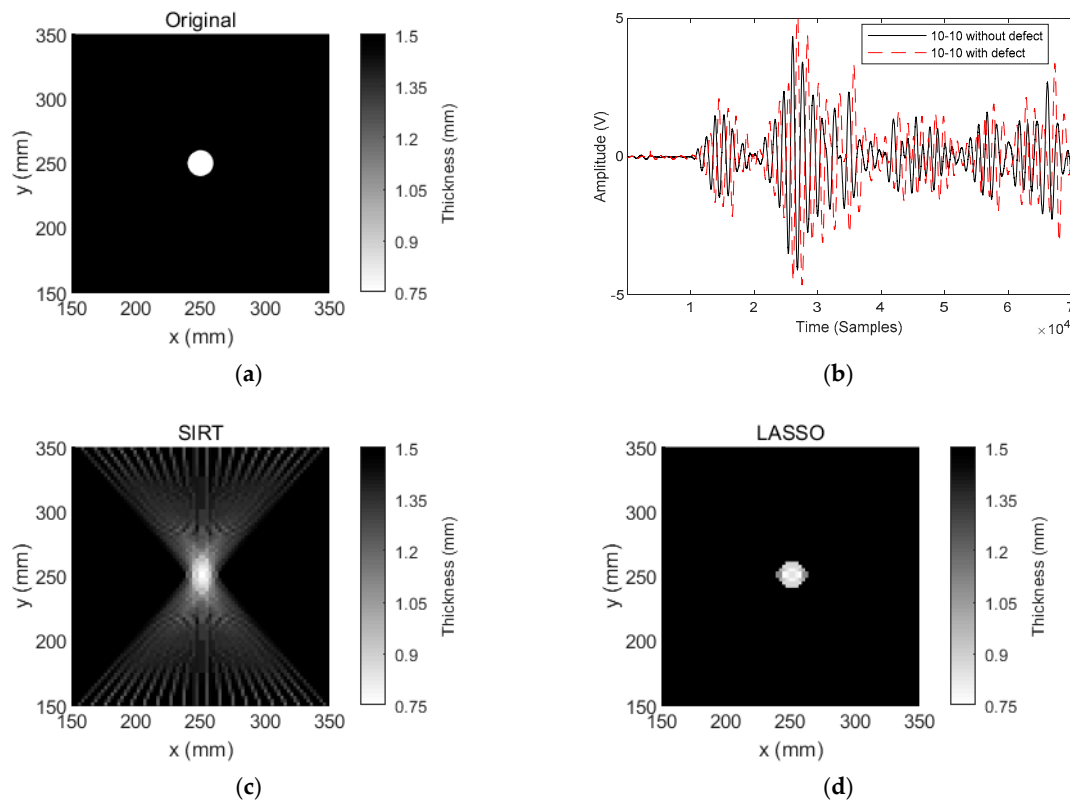 Original
350
300
250
200
150
150 200 250 300 350
x (mm)
y (mm)
1.5
1.35
1.2
1.05
0.9
0.75
Thickness (mm)
(a)
5
0
-5
1 2 3 4 5 6 7
×10⁴
Time (Samples)
Amplitude (V)
10-10 without defect
10-10 with defect
(b)
SIRT
350
300
250
200
150
150 200 250 300 350
x (mm)
y (mm)
1.5
1.35
1.2
1.05
0.9
0.75
Thickness (mm)
(c)
LASSO
350
300
250
200
150
150 200 250 300 350
x (mm)
y (mm)
1.5
1.35
1.2
1.05
0.9
0.75
Thickness (mm)
(d)